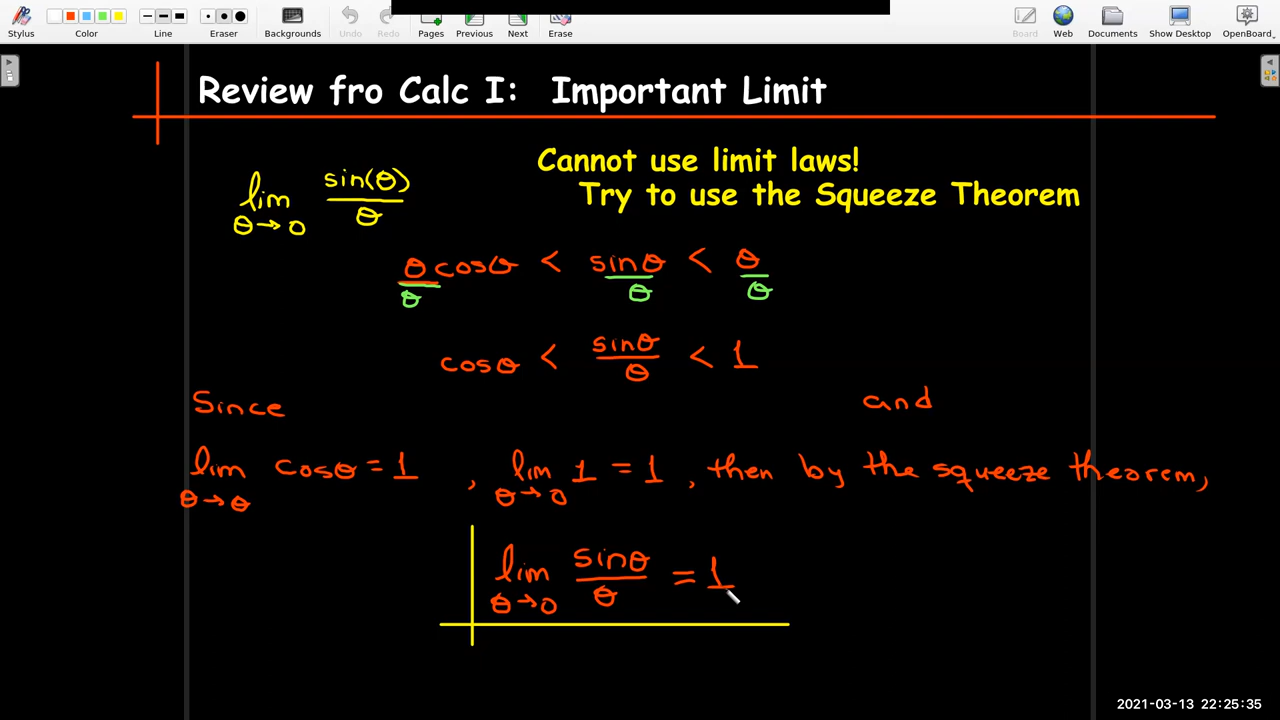 Stylus Color Line Eraser Backgrounds Undo Redo Pages Previous Next Erase Board Web Documents Show Desktop OpenBoard
Review fro Calc I: Important Limit
Cannot use limit laws!
Try to use the Squeeze Theorem
lim θ→0 sin(θ)/θ
θcosθ/θ < sinθ/θ < θ/θ
cosθ < sinθ/θ < 1
Since and
lim θ→θ cosθ = 1 , lim θ→0 1 = 1 , then by the squeeze theorem,
lim θ→0 sinθ/θ = 1
2021-03-13 22:25:35